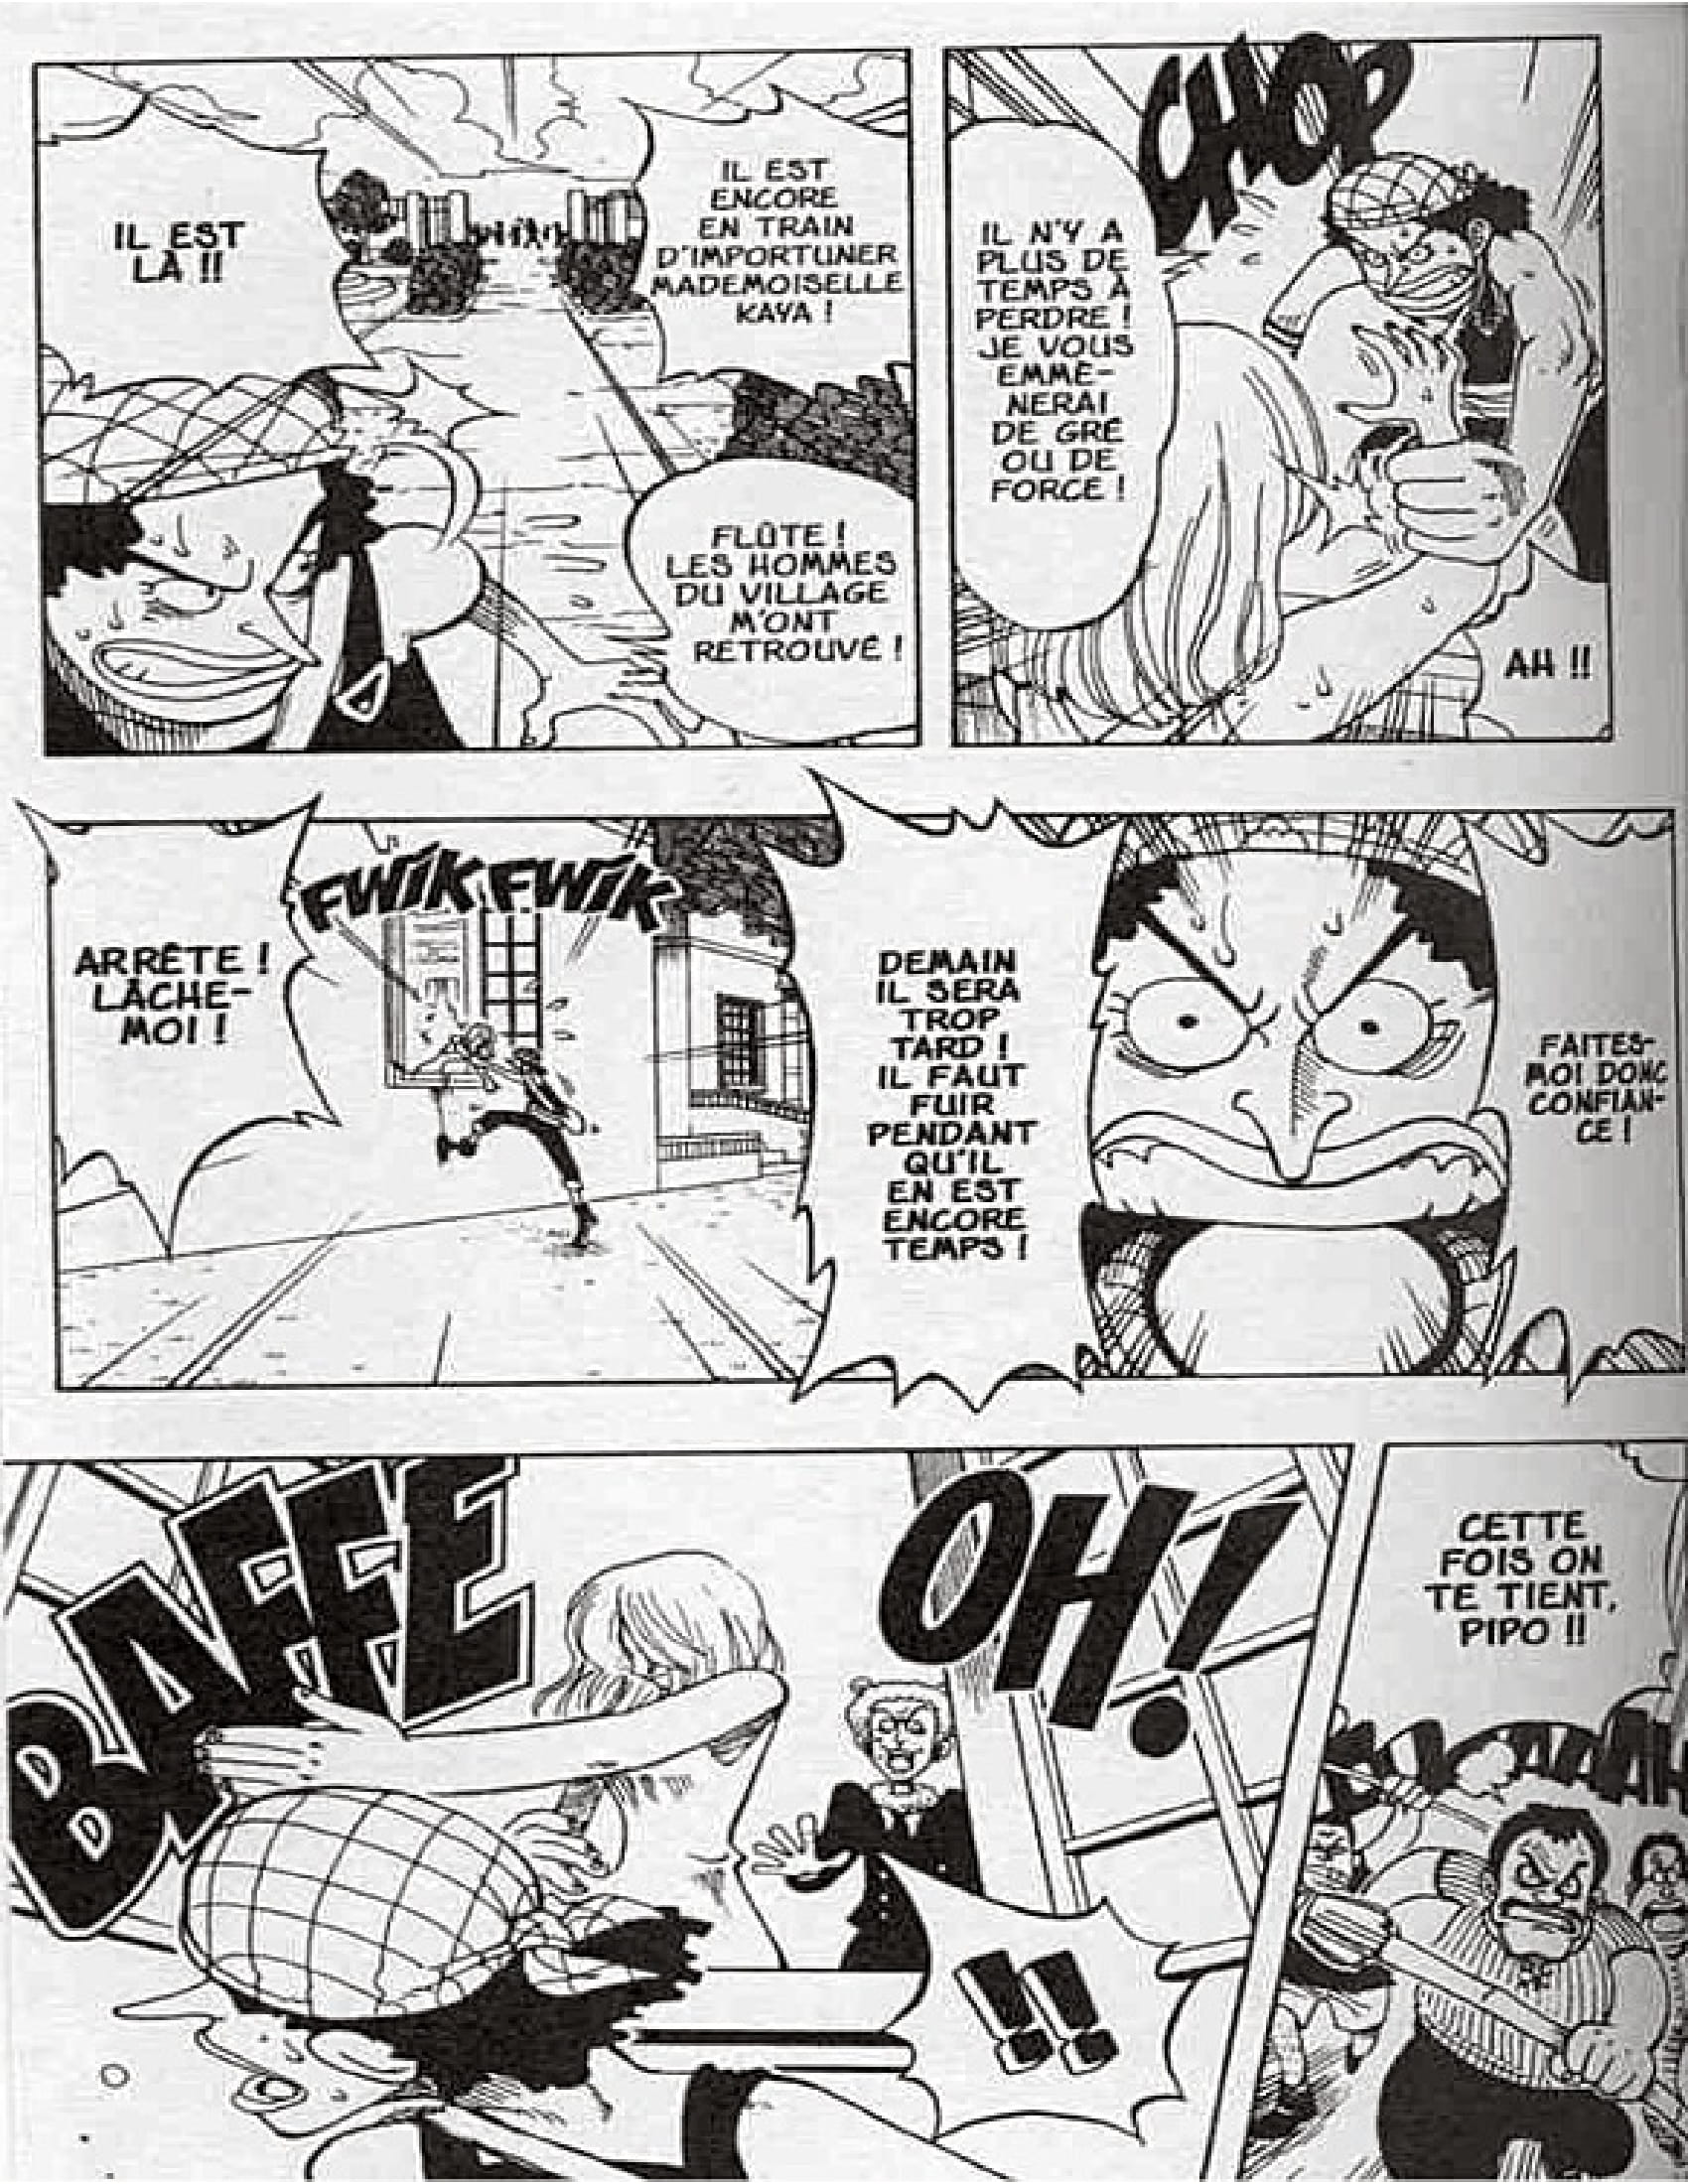 CHOP
AH !!
IL N'Y A
PLUS DE
TEMPS À
PERDRE !
JE VOUS
EMMÈ-
NERAI
DE GRÉ
OU DE
FORCE !
IL EST
ENCORE
EN TRAIN
D'IMPORTUNER
MADEMOISELLE
KAYA !
IL EST
LÀ !!
FLÛTE !
LES HOMMES
DU VILLAGE
M'ONT
RETROUVÉ !
FAITES-
MOI DONC
CONFIAN-
CE !
DEMAIN
IL SERA
TROP
TARD !
IL FAUT
FUIR
PENDANT
QU'IL
EN EST
ENCORE
TEMPS !
FWIK FWIK
ARRÊTE !
LÂCHE-
MOI !
CETTE
FOIS ON
TE TIENT,
PIPO !!
OH !
BAFFE
!!